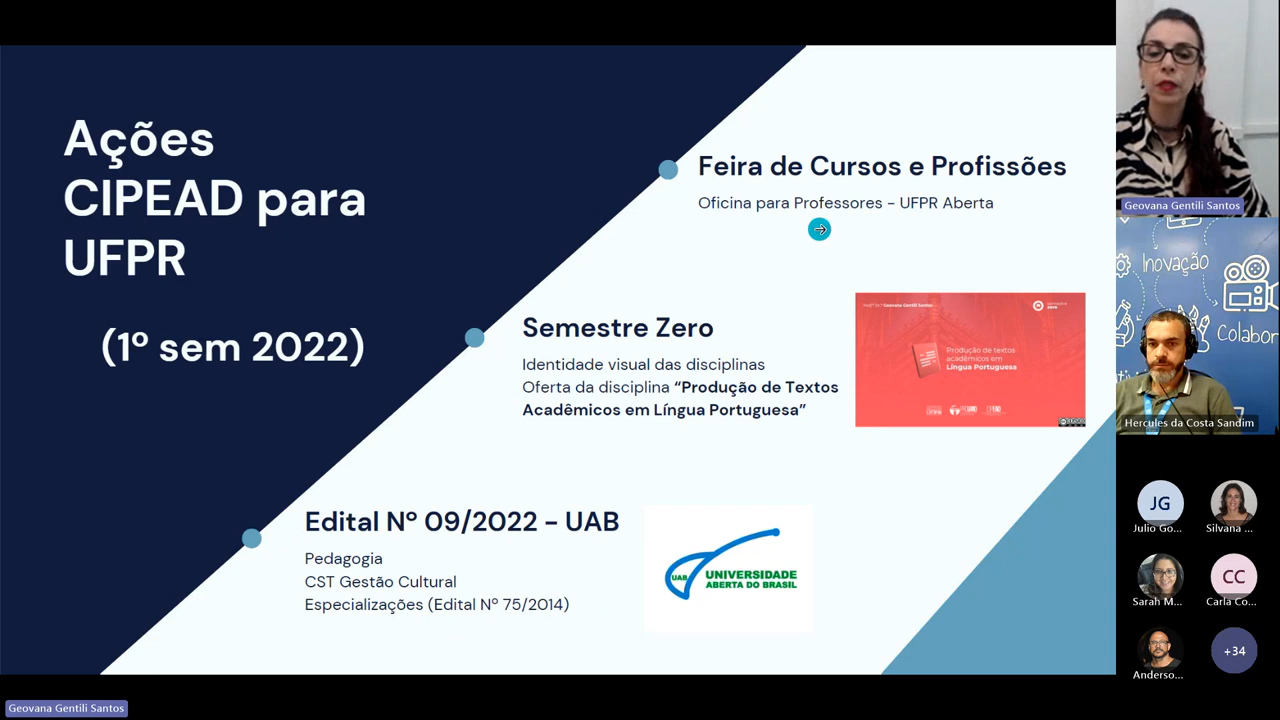 Ações
CIPEAD para
UFPR
(1º sem 2022)
Feira de Cursos e Profissões
Oficina para Professores - UFPR Aberta
Semestre Zero
Identidade visual das disciplinas
Oferta da disciplina “Produção de Textos
Acadêmicos em Língua Portuguesa”
Geovana Gentili Santos
Produção de textos
acadêmicos em
Língua Portuguesa
Edital Nº 09/2022 - UAB
Pedagogia
CST Gestão Cultural
Especializações (Edital Nº 75/2014)
UAB
UNIVERSIDADE
ABERTA DO BRASIL
Geovana Gentili Santos
Inovação
Colabor
Hercules da Costa Sandim
JG
Julio Go...
Silvana ...
Sarah M...
CC
Carla Co...
Anderso...
+34
Geovana Gentili Santos